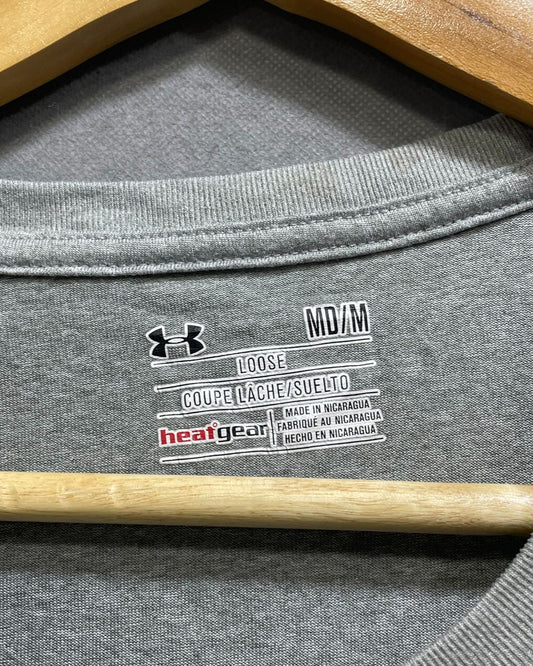 MD/M
LOOSE
COUPE LÂCHE/SUELTO
heatgear
MADE IN NICARAGUA
FABRIQUÉ AU NICARAGUA
HECHO EN NICARAGUA